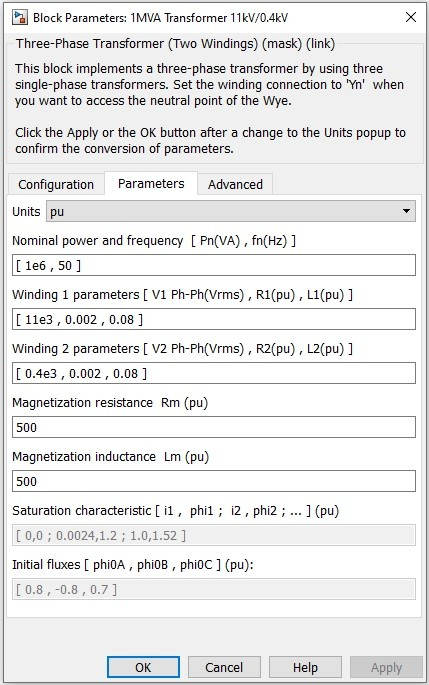 Block Parameters: 1MVA Transformer 11kV/0.4kV
Three-Phase Transformer (Two Windings) (mask) (link)
This block implements a three-phase transformer by using three
single-phase transformers. Set the winding connection to 'Yn' when
you want to access the neutral point of the Wye.
Click the Apply or the OK button after a change to the Units popup to
confirm the conversion of parameters.
Configuration Parameters Advanced
Units pu
Nominal power and frequency [ Pn(VA) , fn(Hz) ]
[ 1e6 , 50 ]
Winding 1 parameters [ V1 Ph-Ph(Vrms) , R1(pu) , L1(pu) ]
[ 11e3 , 0.002 , 0.08 ]
Winding 2 parameters [ V2 Ph-Ph(Vrms) , R2(pu) , L2(pu) ]
[ 0.4e3 , 0.002 , 0.08 ]
Magnetization resistance Rm (pu)
500
Magnetization inductance Lm (pu)
500
Saturation characteristic [ i1 , phi1 ; i2 , phi2 ; ... ] (pu)
[ 0,0 ; 0.0024,1.2 ; 1.0,1.52 ]
Initial fluxes [ phi0A , phi0B , phi0C ] (pu):
[ 0.8 , -0.8 , 0.7 ]
OK Cancel Help Apply